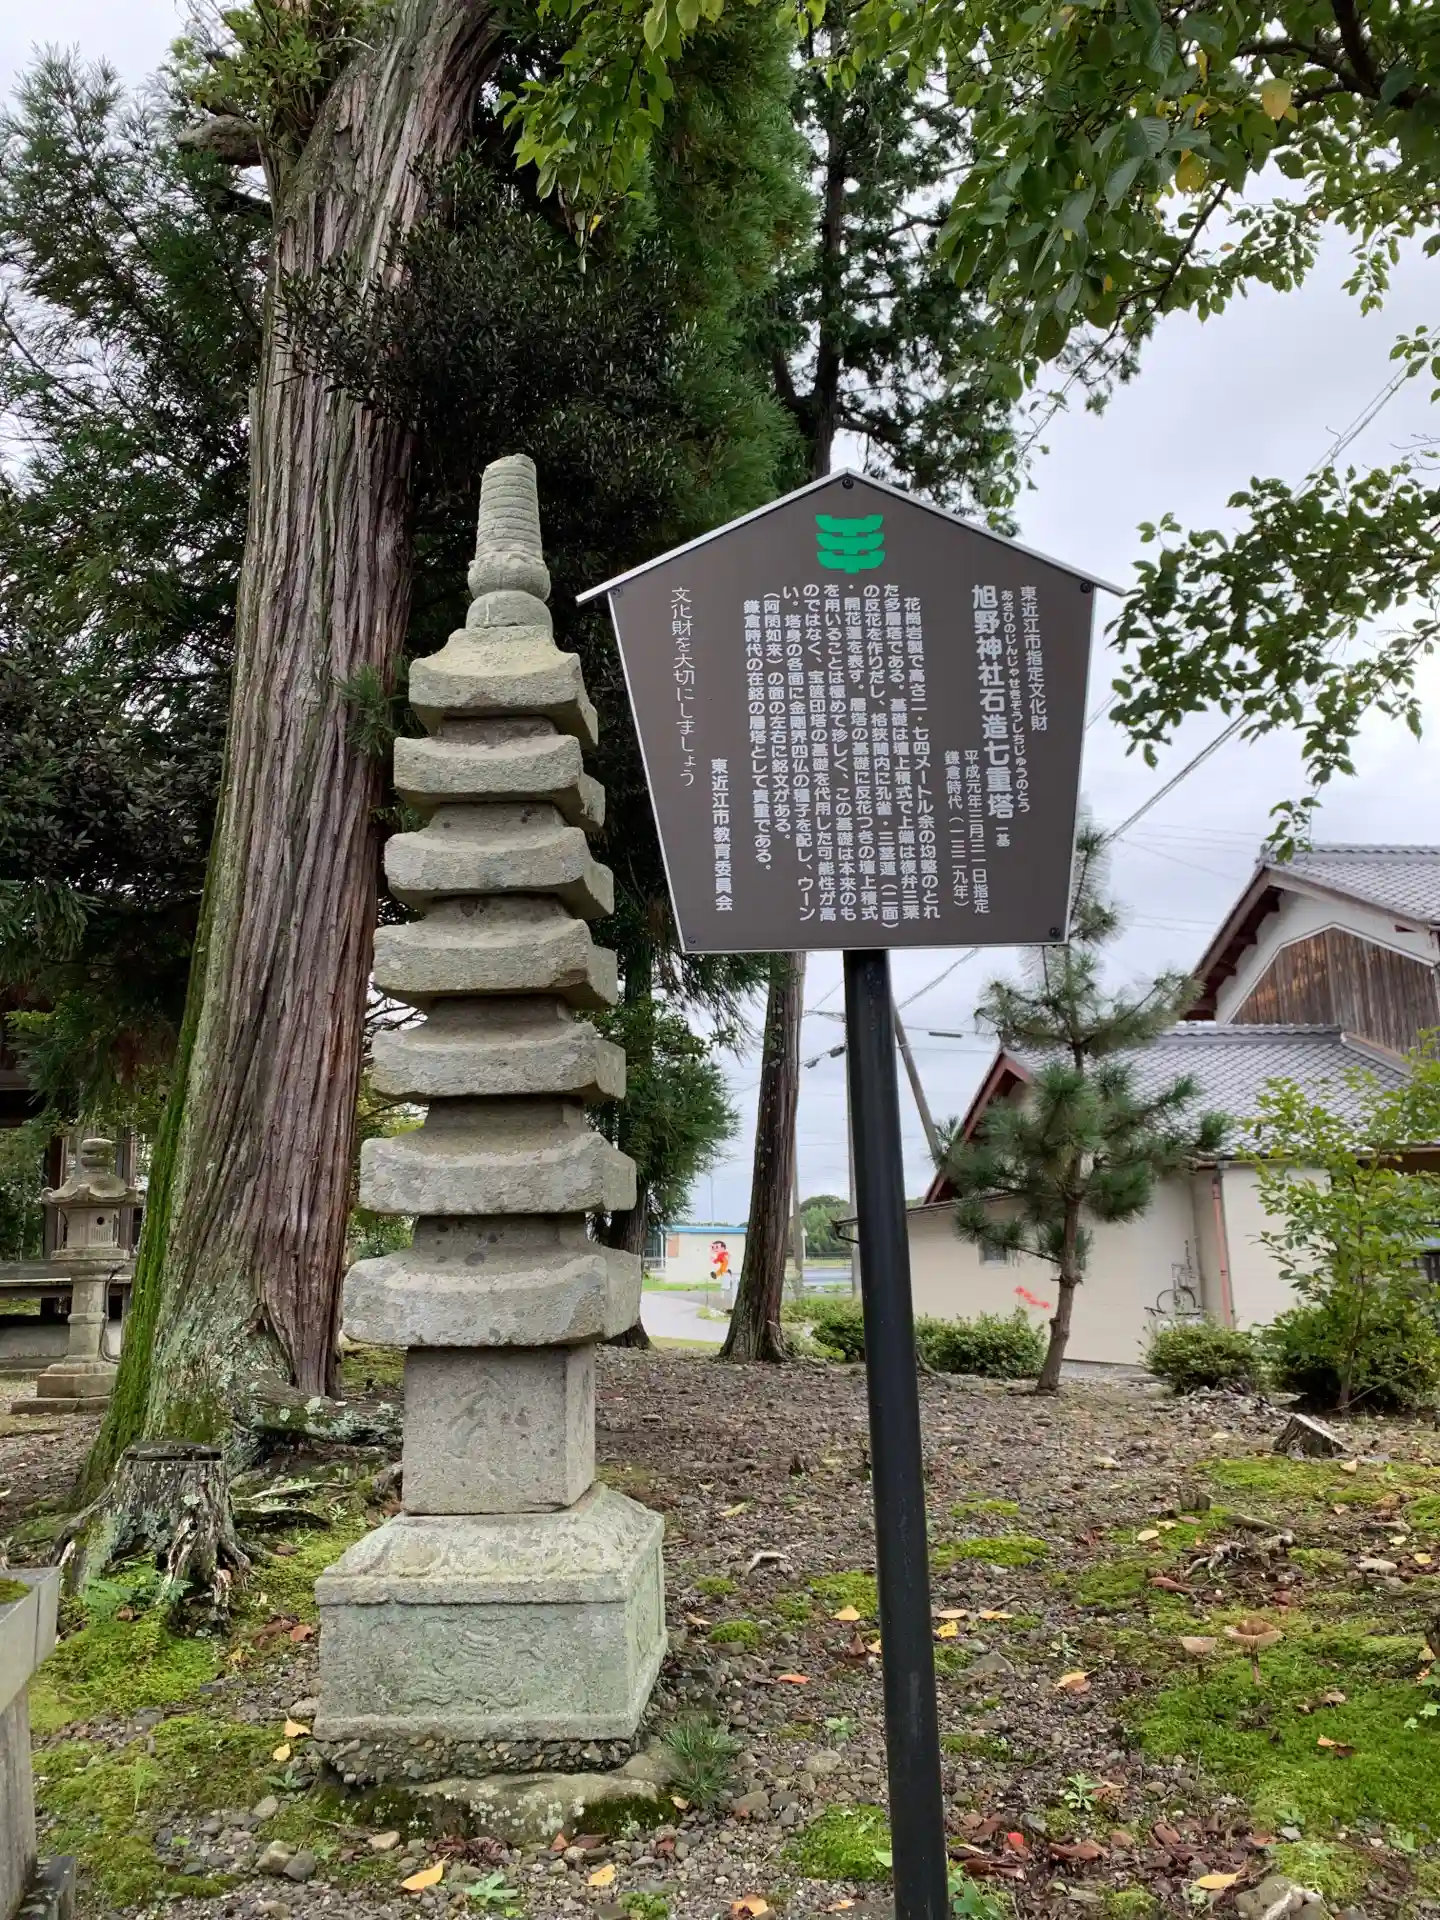 東近江市指定文化財
あさひのじんじゃせきぞうしちじゅうのとう
旭野神社石造七重塔 一基
平成元年三月三一日指定
鎌倉時代(一三二九年)
花崗岩製で高さ二・七四メートル余の均整のとれ
た多層塔である。基礎は壇上積式で上端は複弁三葉
の反花を作りだし、格狭間内に孔雀・三茎蓮(二面)
・開花蓮を表す。層塔の基礎に反花つきの壇上積式
を用いることは極めて珍しく、この基礎は本来のも
のではなく、宝篋印塔の基礎を代用した可能性が高
い。塔身の各面に金剛界四仏の種子を配し、ウーン
(阿閦如来)の面の左右に銘文がある。
鎌倉時代の在銘の層塔として貴重である。
東近江市教育委員会
文化財を大切にしましょう